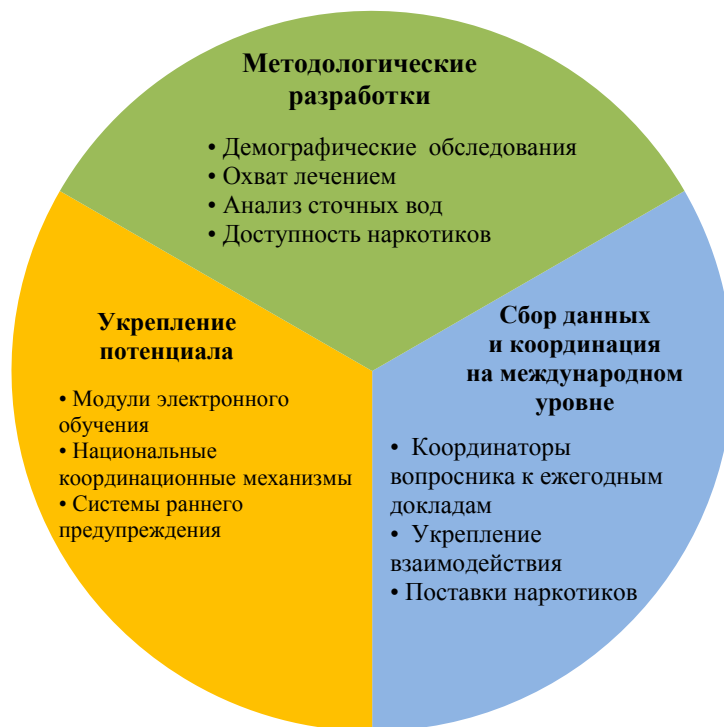 Методологические
разработки
• Демографические обследования
• Охват лечением
• Анализ сточных вод
• Доступность наркотиков
Укрепление
потенциала
• Модули электронного
обучения
• Национальные
координационные механизмы
• Системы раннего
предупреждения
Сбор данных
и координация
на международном
уровне
• Координаторы
вопросника к ежегодным
докладам
• Укрепление
взаимодействия
• Поставки наркотиков